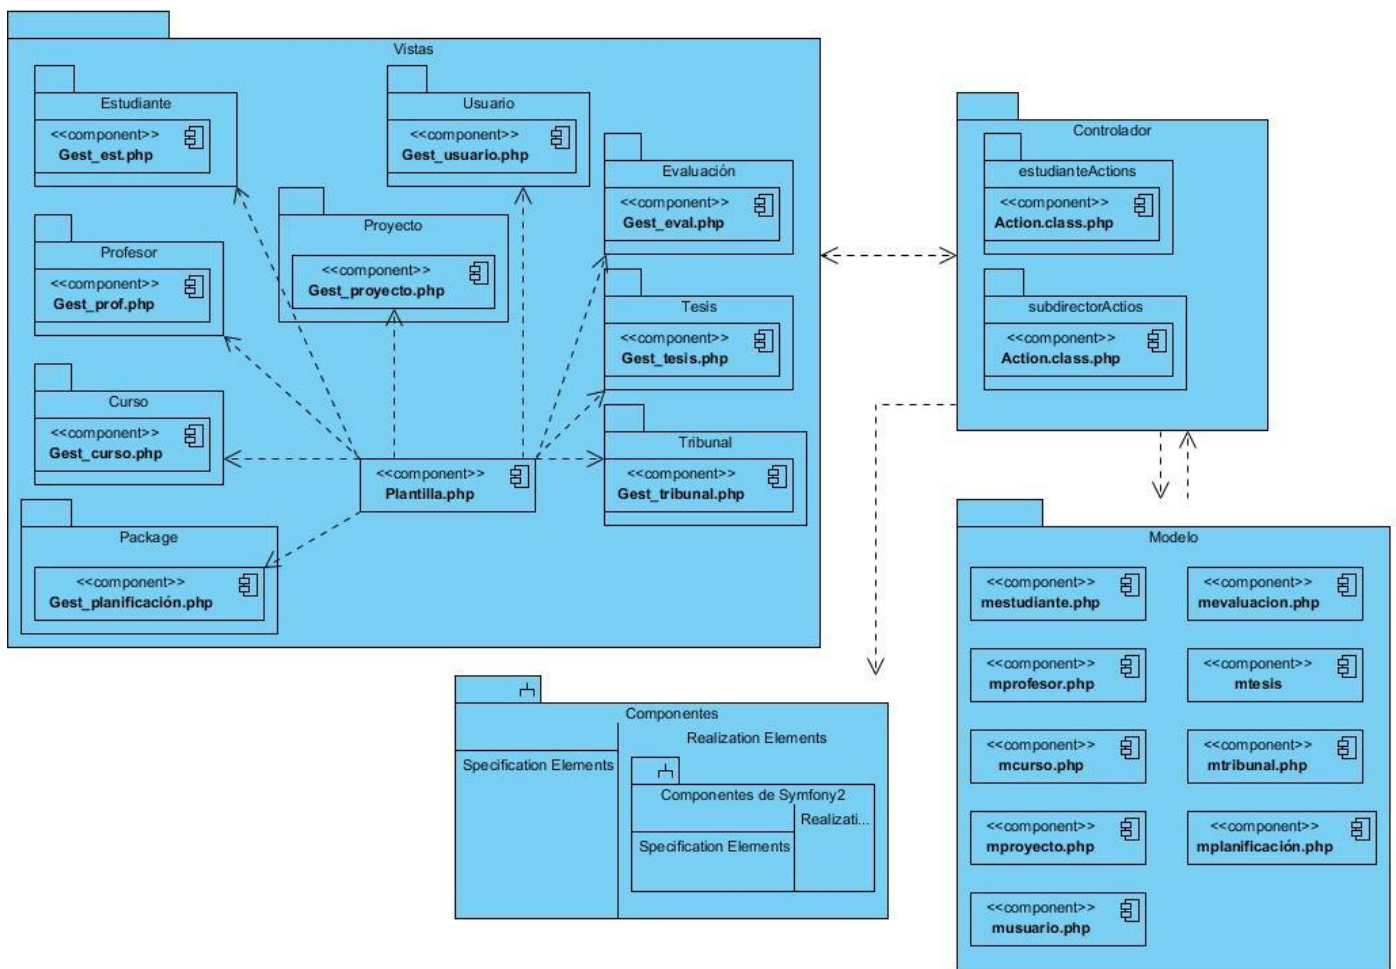 Vistas
Estudiante
<<component>>
Gest_est.php
Usuario
<<component>>
Gest_usuario.php
Evaluación
<<component>>
Gest_eval.php
Proyecto
<<component>>
Gest_proyecto.php
Profesor
<<component>>
Gest_prof.php
Tesis
<<component>>
Gest_tesis.php
Curso
<<component>>
Gest_curso.php
Tribunal
<<component>>
Gest_tribunal.php
<<component>>
Plantilla.php
Package
<<component>>
Gest_planificación.php
Controlador
estudianteActions
<<component>>
Action.class.php
subdirectorActios
<<component>>
Action.class.php
Componentes
Specification Elements
Realization Elements
Componentes de Symfony2
Specification Elements
Realizati...
Modelo
<<component>>
mestudiante.php
<<component>>
mevaluacion.php
<<component>>
mprofesor.php
<<component>>
mtesis
<<component>>
mcurso.php
<<component>>
mtribunal.php
<<component>>
mproyecto.php
<<component>>
mplanificación.php
<<component>>
musuario.php